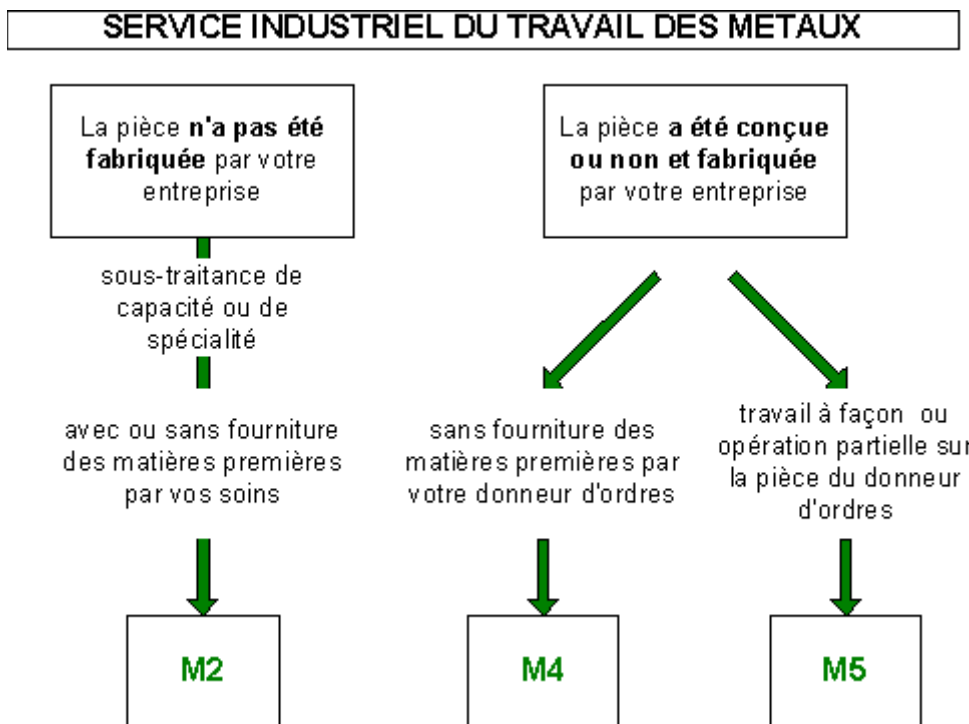 SERVICE INDUSTRIEL DU TRAVAIL DES METAUX
La pièce n'a pas été
fabriquée par votre
entreprise
sous-traitance de
capacité ou de
spécialité
avec ou sans fourniture
des matières premières
par vos soins
M2
La pièce a été conçue
ou non et fabriquée
par votre entreprise
sans fourniture des
matières premières par
votre donneur d'ordres
M4
travail à façon ou
opération partielle sur
la pièce du donneur
d'ordres
M5